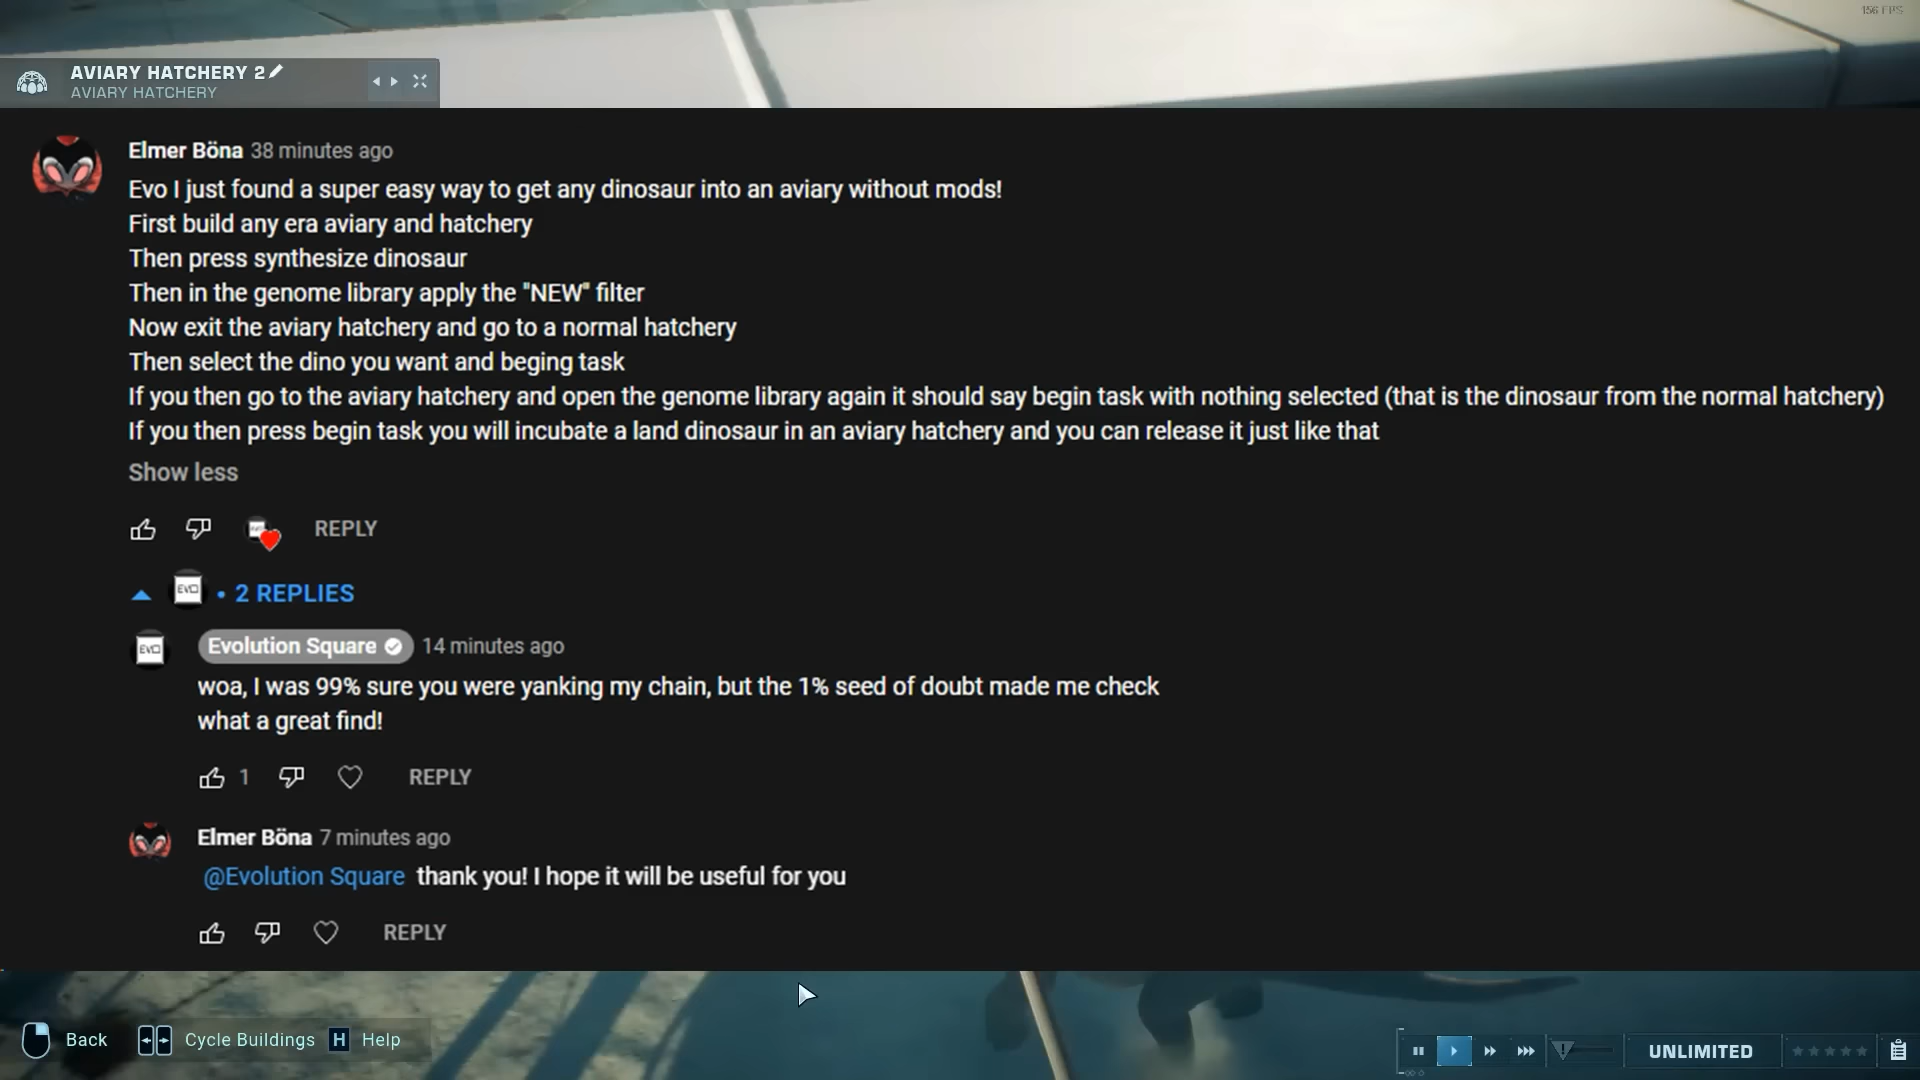 156 FPS
AVIARY HATCHERY 2
AVIARY HATCHERY
Elmer Böna 38 minutes ago
Evo I just found a super easy way to get any dinosaur into an aviary without mods!
First build any era aviary and hatchery
Then press synthesize dinosaur
Then in the genome library apply the "NEW" filter
Now exit the aviary hatchery and go to a normal hatchery
Then select the dino you want and beging task
If you then go to the aviary hatchery and open the genome library again it should say begin task with nothing selected (that is the dinosaur from the normal hatchery)
If you then press begin task you will incubate a land dinosaur in an aviary hatchery and you can release it just like that
Show less
REPLY
EVO • 2 REPLIES
EVO Evolution Square 14 minutes ago
woa, I was 99% sure you were yanking my chain, but the 1% seed of doubt made me check
what a great find!
1 REPLY
Elmer Böna 7 minutes ago
@Evolution Square thank you! I hope it will be useful for you
REPLY
Back Cycle Buildings H Help
UNLIMITED